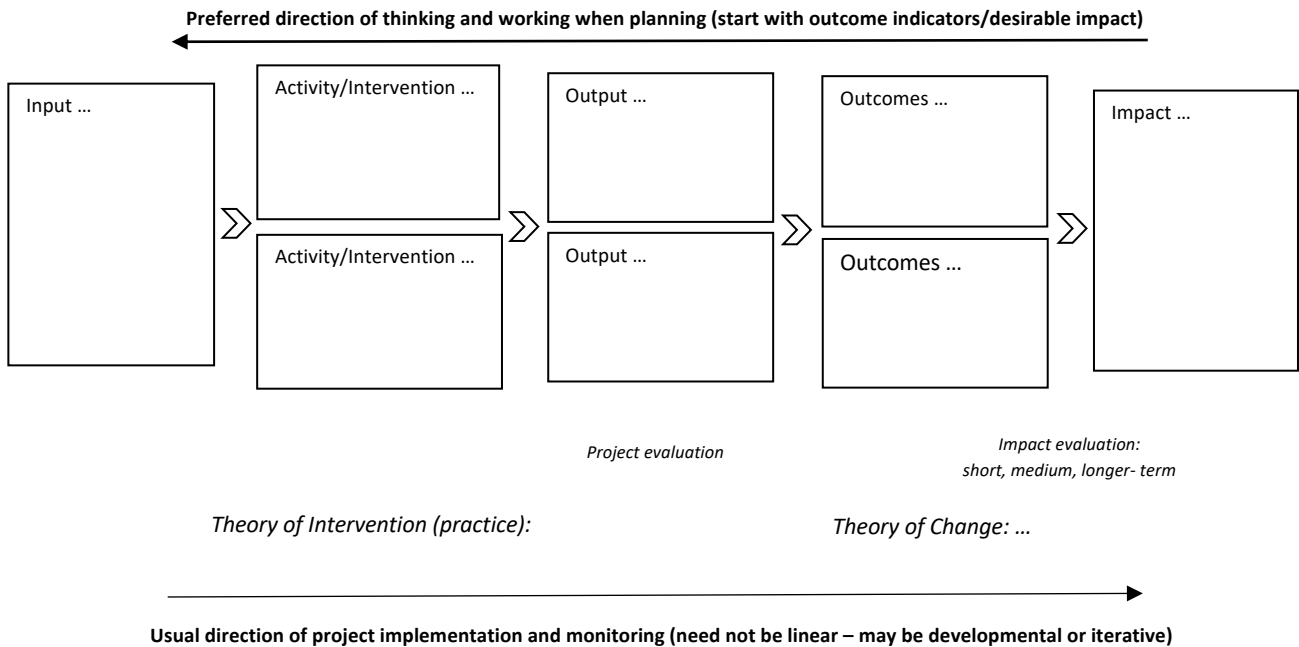 Preferred direction of thinking and working when planning (start with outcome indicators/desirable impact)
Input …
Activity/Intervention …
Output …
Outcomes …
Impact …
Activity/Intervention …
Output …
Outcomes …
Project evaluation
Impact evaluation:
short, medium, longer- term
Theory of Intervention (practice):
Theory of Change: …
Usual direction of project implementation and monitoring (need not be linear – may be developmental or iterative)